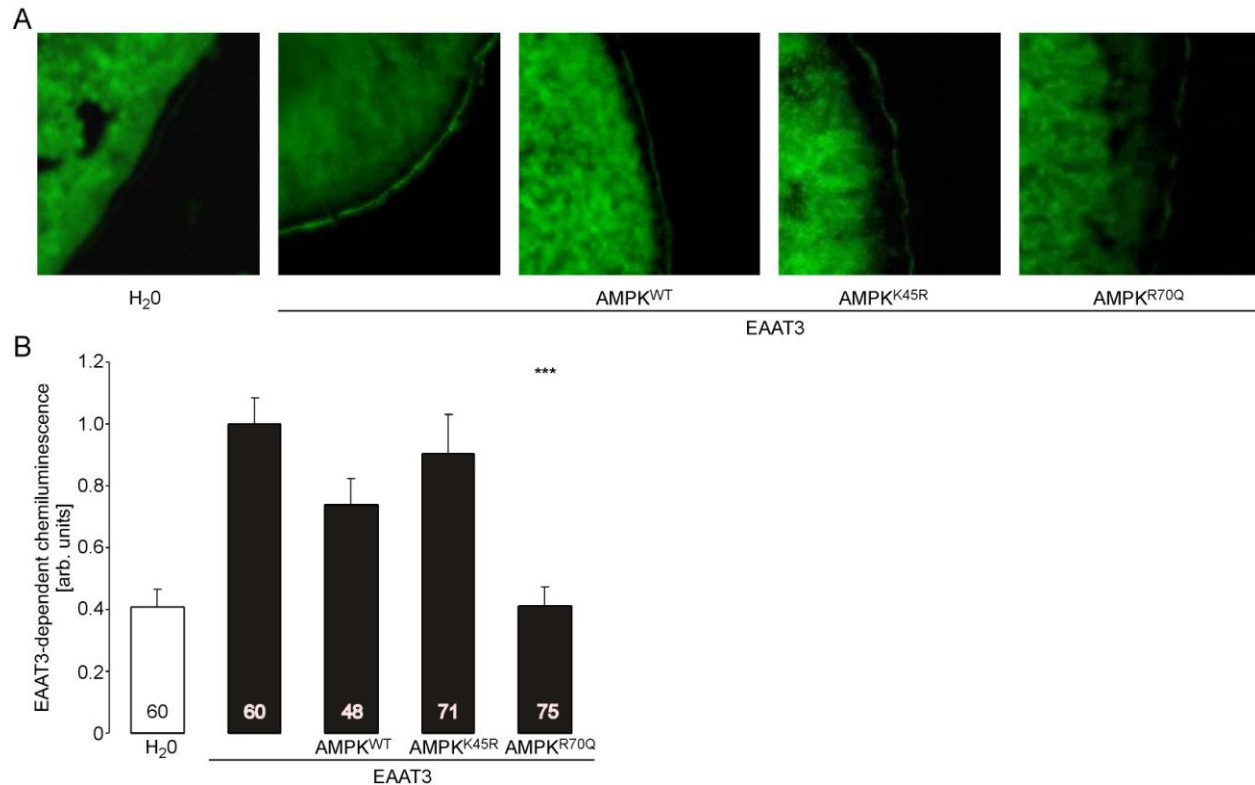 A
H20
AMPKWT
AMPKK45R
AMPKR70Q
EAAT3
B
EAAT3-dependent chemiluminescence
[arb. units]
1.2
1.0
0.8
0.6
0.4
0.2
0
***
60
60
48
71
75
H20
AMPKWT
AMPKK45R
AMPKR70Q
EAAT3